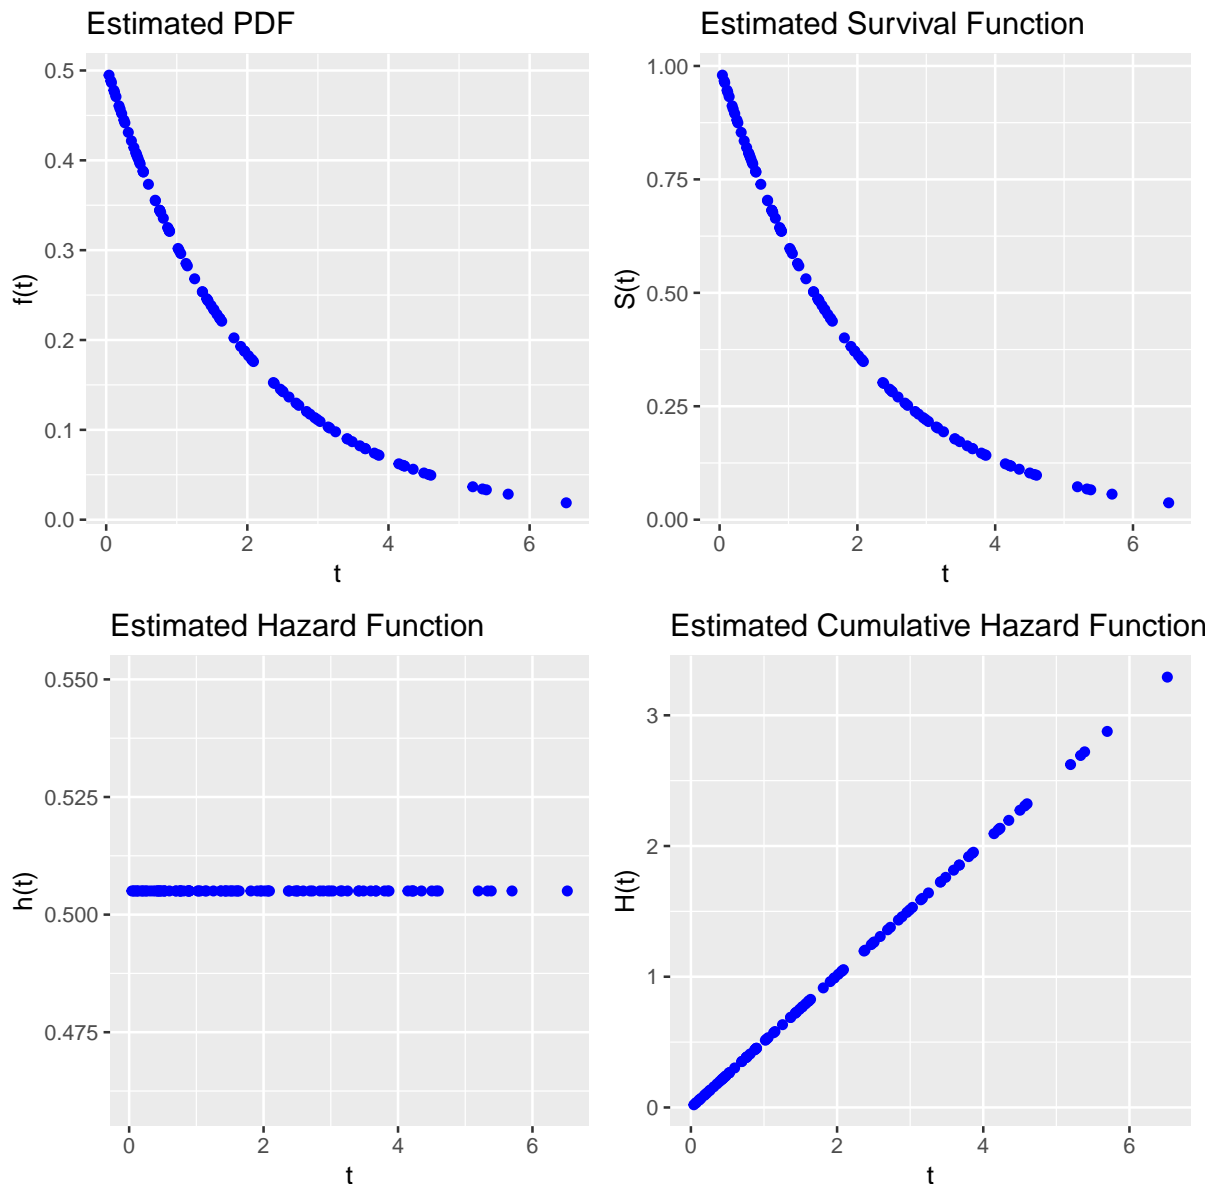 Estimated PDF
0.5
0.4
0.3
0.2
0.1
0.0
f(t)
0 2 4 6
t
Estimated Survival Function
1.00
0.75
0.50
0.25
0.00
S(t)
0 2 4 6
t
Estimated Hazard Function
0.550
0.525
0.500
0.475
h(t)
0 2 4 6
t
Estimated Cumulative Hazard Function
3
2
1
0
H(t)
0 2 4 6
t